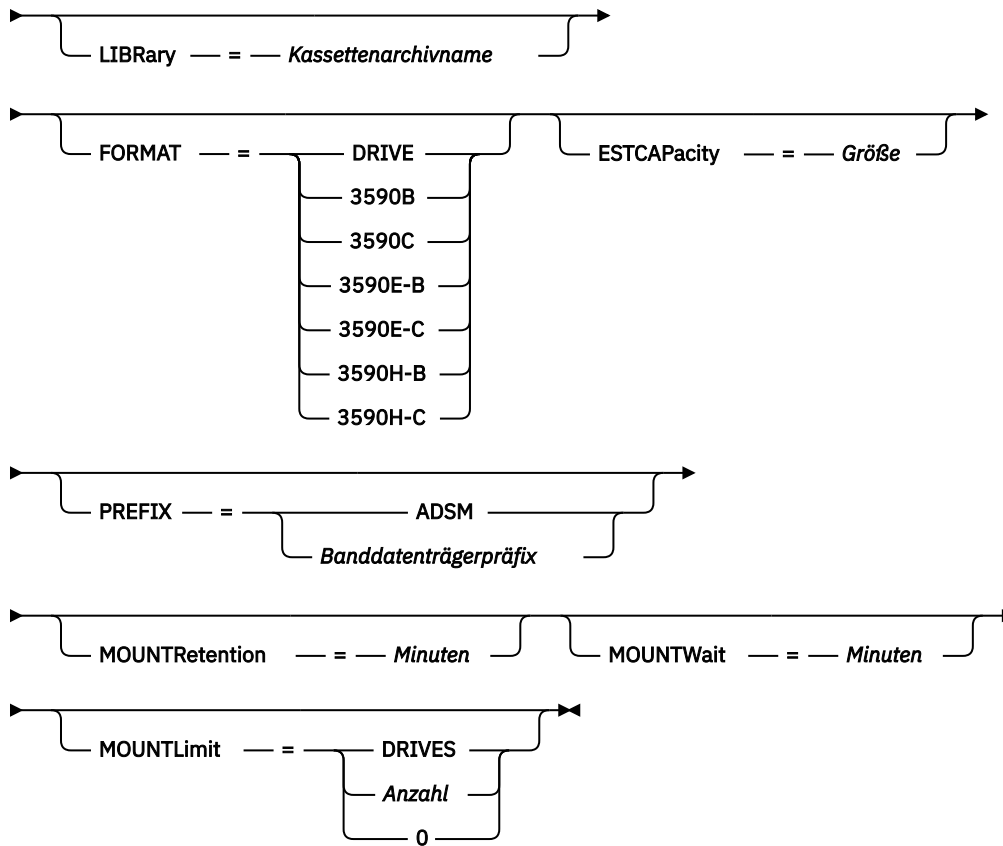 LIBRary = Kassettenarchivname
FORMAT = DRIVE
3590B
3590C
3590E-B
3590E-C
3590H-B
3590H-C
ESTCAPacity = Größe
PREFIX = ADSM
Banddatenträgerpräfix
MOUNTRetention = Minuten
MOUNTWait = Minuten
MOUNTLimit = DRIVES
Anzahl
0